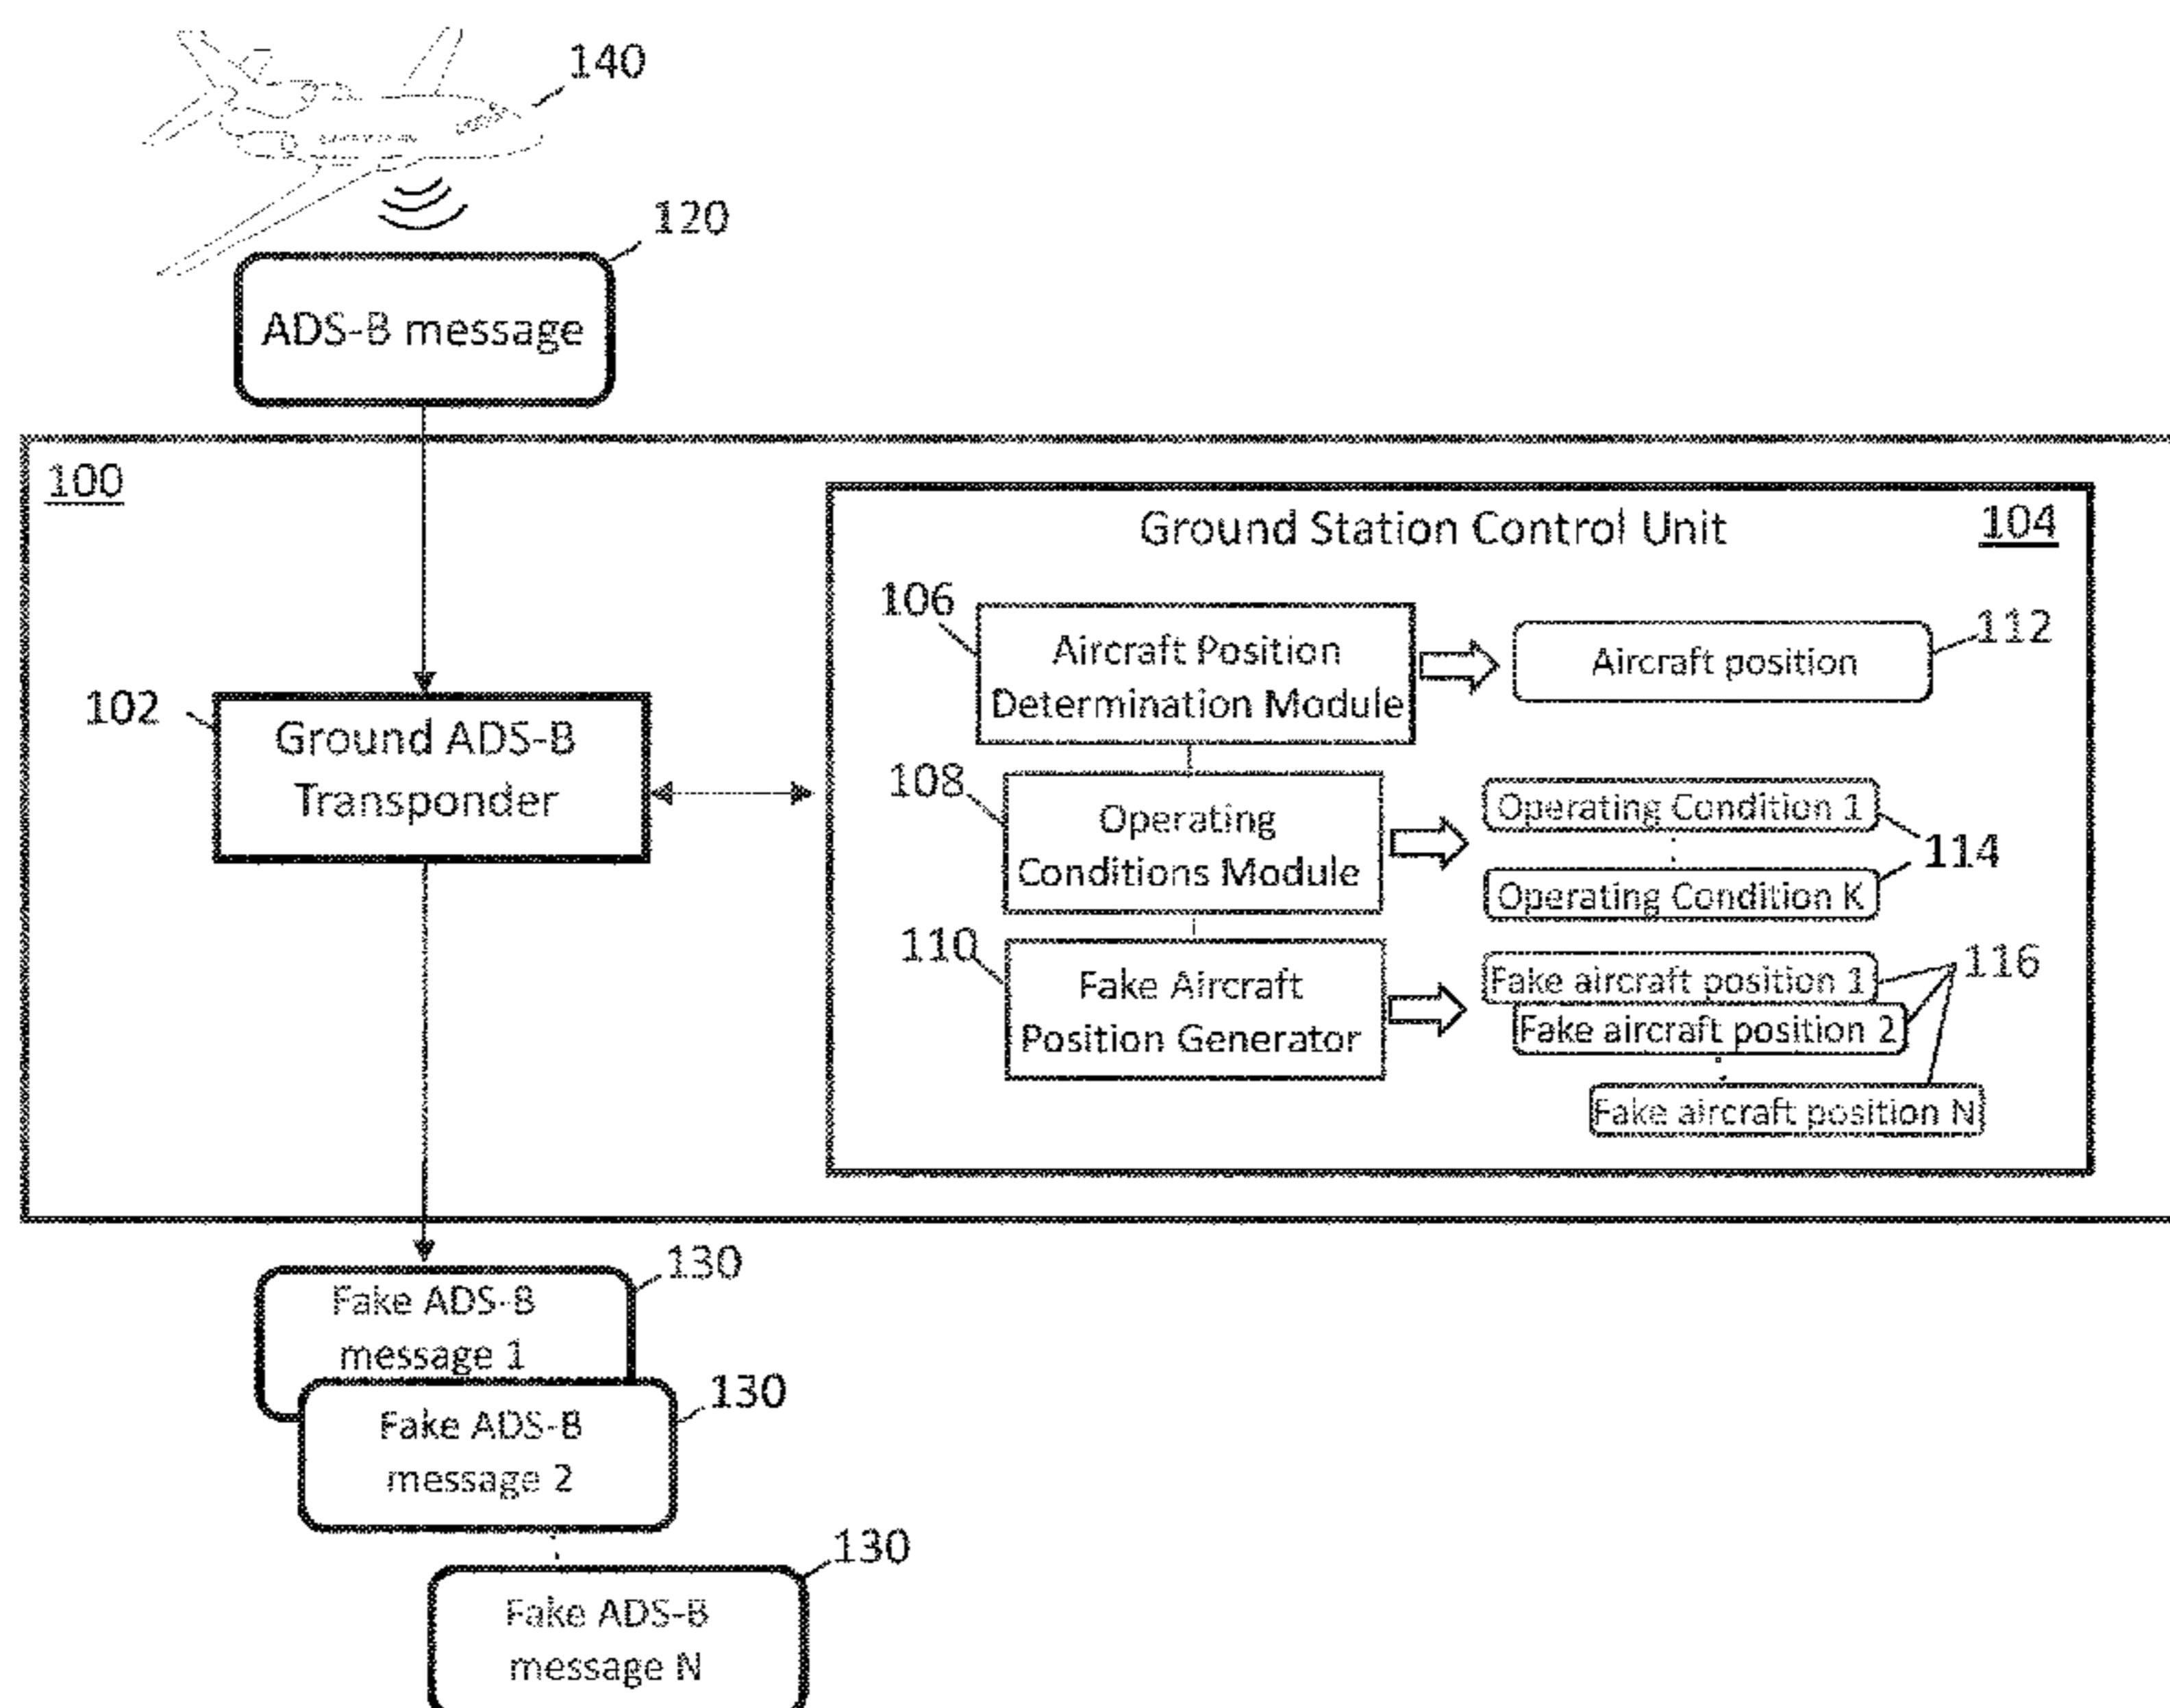 140
120
ADS-B message
100
Ground Station Control Unit
104
106
Aircraft Position
Determination Module
Aircraft position
112
102
Ground ADS-B
Transponder
108
Operating
Conditions Module
Operating Condition 1
114
Operating Condition K
110
Fake Aircraft
Position Generator
Fake aircraft position 1
116
Fake aircraft position 2
Fake aircraft position N
130
Fake ADS-B
message 1
130
Fake ADS-B
message 2
130
Fake ADS-B
message N